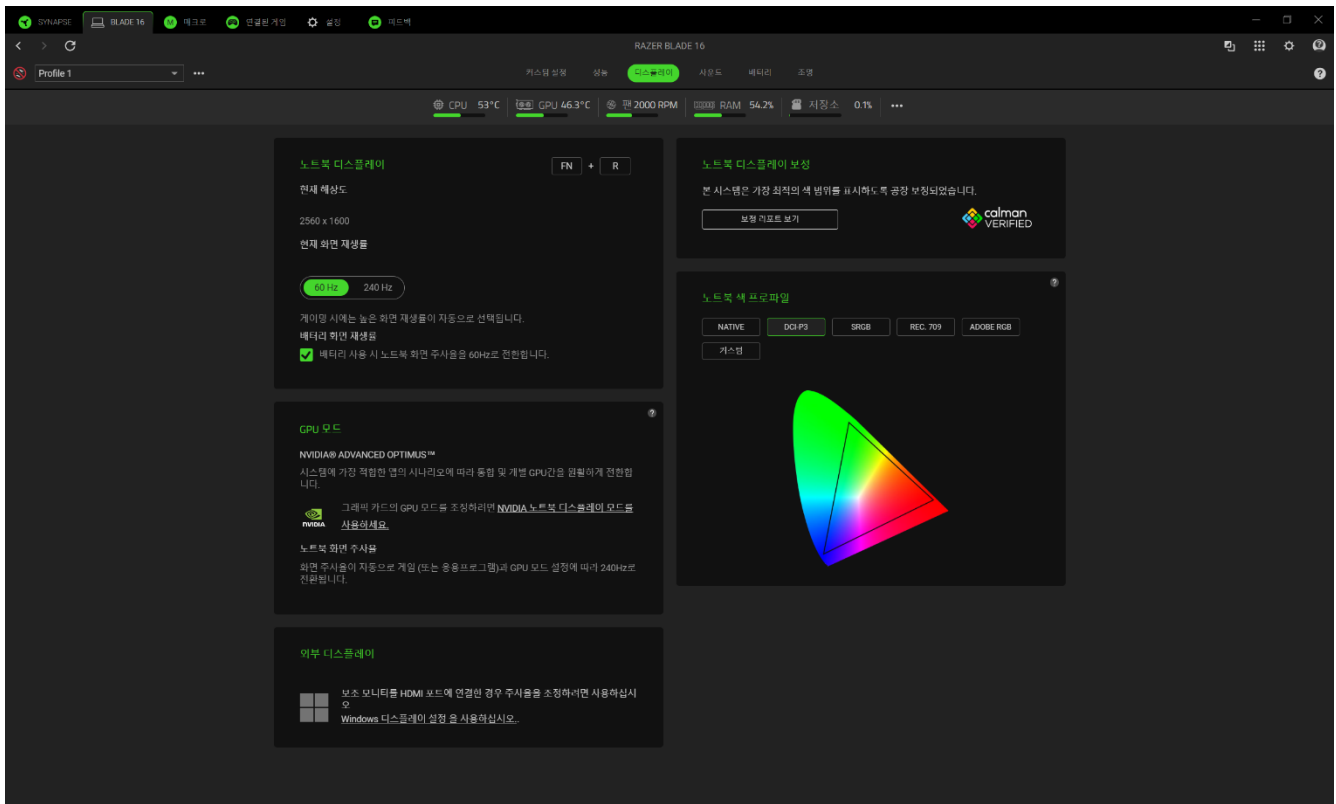 SYNAPSE BLADE 16 매크로 연결된 게임 설정 피드백
RAZER BLADE 16
Profile 1
커스텀 설정 성능 디스플레이 사운드 배터리 조명
CPU 53°C GPU 46.3°C 팬 2000 RPM RAM 54.2% 저장소 0.1%
노트북 디스플레이
FN + R
현재 해상도
2560 x 1600
현재 화면 재생률
60 Hz 240 Hz
게이밍 시에는 높은 화면 재생률이 자동으로 선택됩니다.
배터리 화면 재생률
배터리 사용 시 노트북 화면 주사율을 60Hz로 전환합니다.
GPU 모드
NVIDIA® ADVANCED OPTIMUS™
시스템에 가장 적합한 앱의 시나리오에 따라 통합 및 개별 GPU간을 원활하게 전환합
니다.
NVIDIA
그래픽 카드의 GPU 모드를 조정하려면 NVIDIA 노트북 디스플레이 모드를
사용하세요.
노트북 화면 주사율
화면 주사율이 자동으로 게임 (또는 응용프로그램)과 GPU 모드 설정에 따라 240Hz로
전환됩니다.
외부 디스플레이
보조 모니터를 HDMI 포트에 연결한 경우 주사율을 조정하려면 사용하십시
오
Windows 디스플레이 설정 을 사용하십시오..
노트북 디스플레이 보정
본 시스템은 가장 최적의 색 범위를 표시하도록 공장 보정되었습니다.
보정 리포트 보기
calman
VERIFIED
노트북 색 프로파일
NATIVE DCI-P3 SRGB REC. 709 ADOBE RGB
커스텀